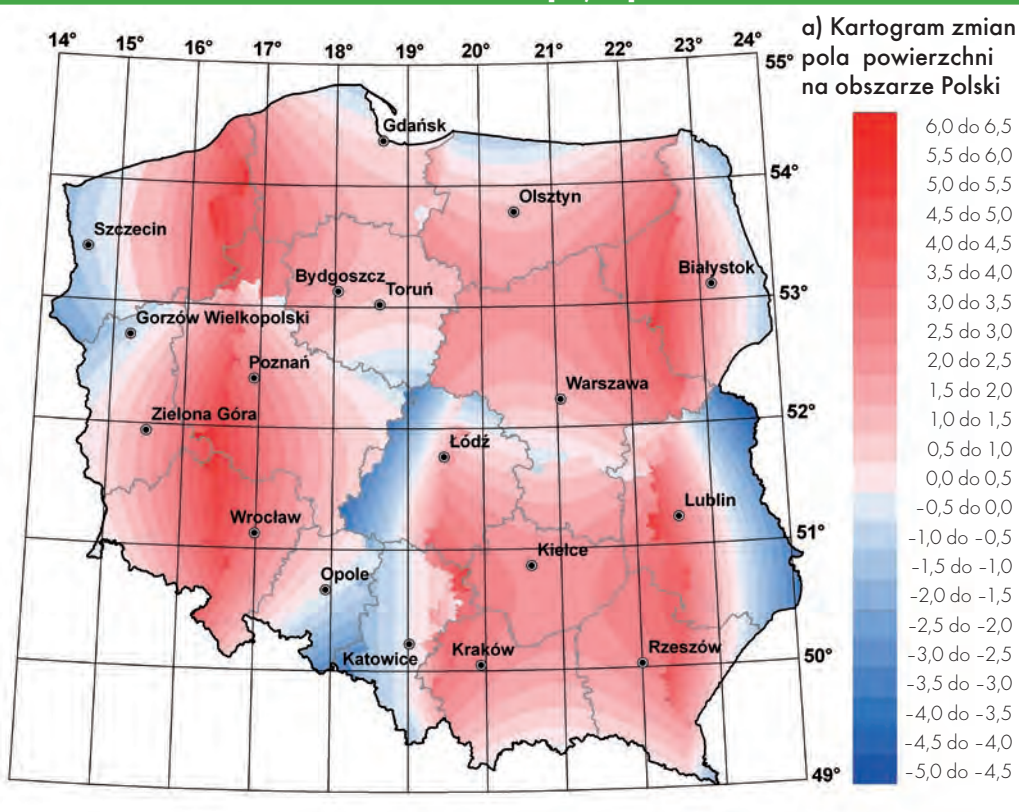 a) Kartogram zmian
pola powierzchni
na obszarze Polski
14° 15° 16° 17° 18° 19° 20° 21° 22° 23° 24°
55°
54°
53°
52°
51°
50°
49°
Gdańsk
Olsztyn
Szczecin
Białystok
Bydgoszcz
Toruń
Gorzów Wielkopolski
Poznań
Warszawa
Zielona Góra
Łódź
Lublin
Wrocław
Kielce
Opole
Katowice
Kraków
Rzeszów
6,0 do 6,5
5,5 do 6,0
5,0 do 5,5
4,5 do 5,0
4,0 do 4,5
3,5 do 4,0
3,0 do 3,5
2,5 do 3,0
2,0 do 2,5
1,5 do 2,0
1,0 do 1,5
0,5 do 1,0
0,0 do 0,5
-0,5 do 0,0
-1,0 do -0,5
-1,5 do -1,0
-2,0 do -1,5
-2,5 do -2,0
-3,0 do -2,5
-3,5 do -3,0
-4,0 do -3,5
-4,5 do -4,0
-5,0 do -4,5